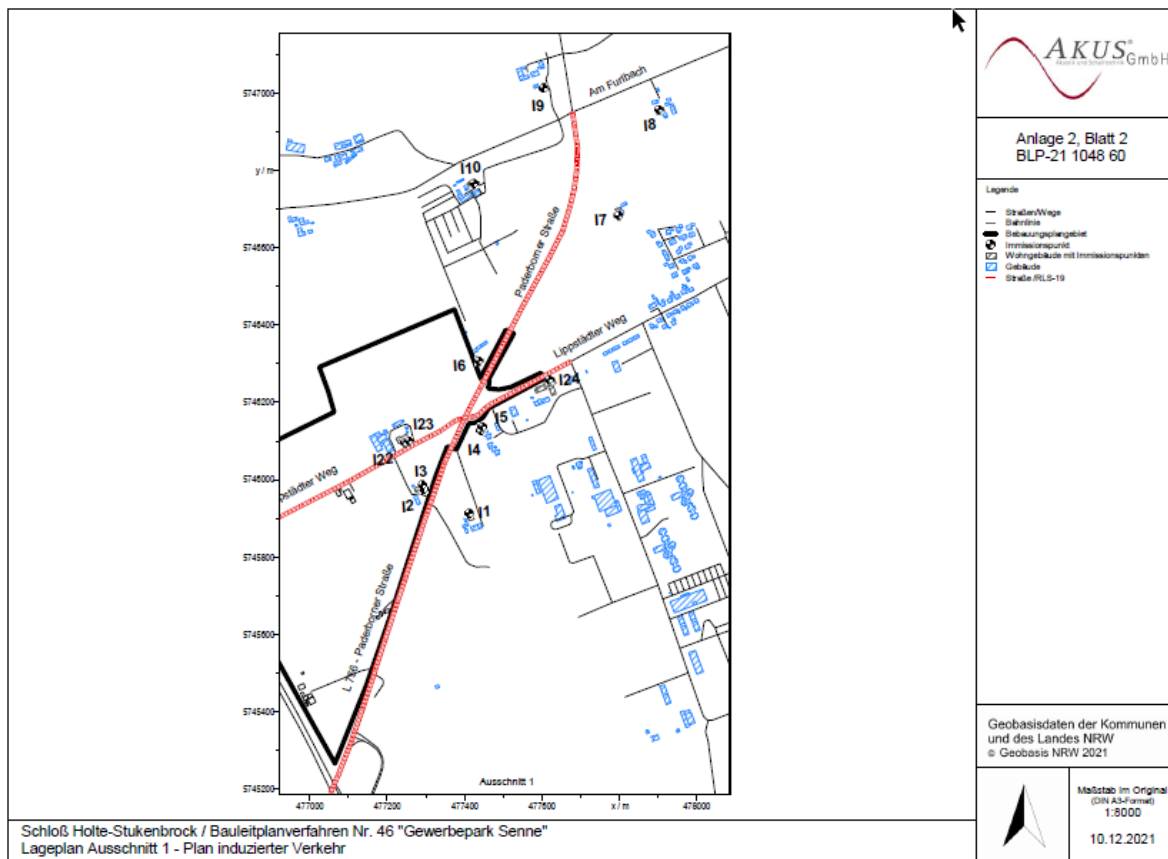 5747000
y / m
5746600
5746400
5746200
5746000
5745800
5745600
5745400
5745200
477000
477200
477400
477600
x / m
478000
Am Furlbach
I9
I8
I10
I7
Paderborner Straße
Lippstädter Weg
I6
I24
I5
I23
I4
I22
I3
I2
I1
ppstädter Weg
L 756 - Paderborner Straße
Ausschnitt 1
AKUS GmbH
Anlage 2, Blatt 2
BLP-21 1048 60
Legende
Straßen/Wege
Bahnlinie
Bebauungsplangebiet
Immissionspunkt
Wohngebäude mit Immissionspunkten
Gebäude
Straße /RLS-19
Geobasisdaten der Kommunen
und des Landes NRW
© Geobasis NRW 2021
Maßstab im Original
(DIN A3-Format)
1:8000
10.12.2021
Schloß Holte-Stukenbrock / Bauleitplanverfahren Nr. 46 "Gewerbepark Senne"
Lageplan Ausschnitt 1 - Plan induzierter Verkehr